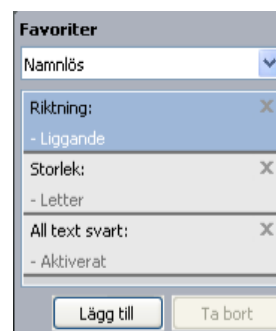 Favoriter
Namnlös
Riktning:
- Liggande
Storlek:
- Letter
All text svart:
- Aktiverat
Lägg till
Ta bort